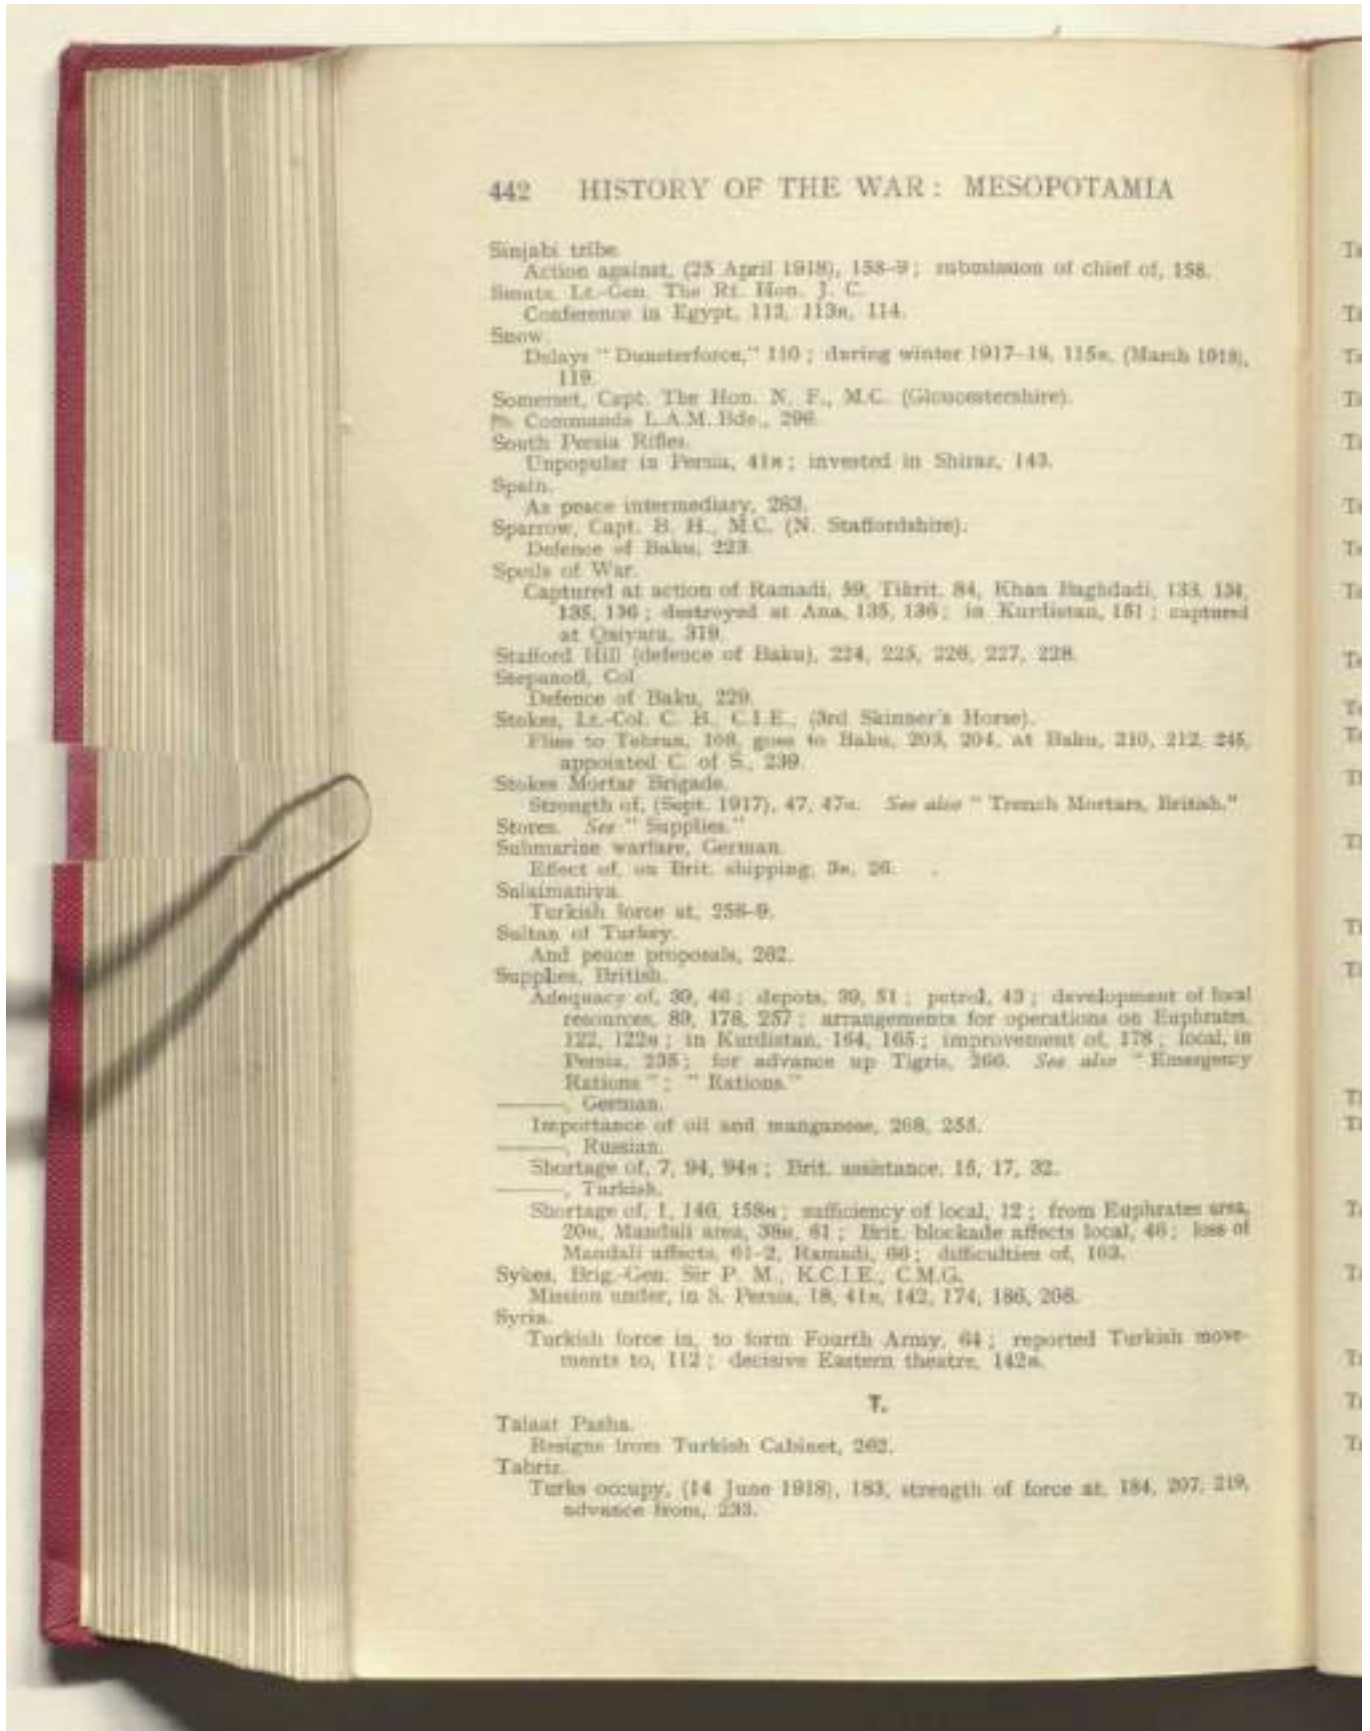 442 HISTORY OF THE WAR: MESOPOTAMIA
Sinjabi tribe.
Action against, (25 April 1918), 158-9; submission of chief of, 158.
Smuts, Lt.-Gen. The Rt. Hon. J. C.
Conference in Egypt, 113, 113n, 114.
Snow.
Delays "Dunsterforce," 110; during winter 1917-18, 115n, (March 1918),
119.
Somerset, Capt. The Hon. N. F., M.C. (Gloucestershire).
Commands L.A.M. Bde., 296.
South Persia Rifles.
Unpopular in Persia, 41n; invested in Shiraz, 143.
Spain.
As peace intermediary, 263.
Sparrow, Capt. B. H., M.C. (N. Staffordshire).
Defence of Baku, 223.
Spoils of War.
Captured at action of Ramadi, 59, Tikrit, 84, Khan Baghdadi, 133, 134,
135, 136; destroyed at Ana, 135, 136; in Kurdistan, 151; captured
at Qaiyara, 319.
Stafford Hill (defence of Baku), 224, 225, 226, 227, 228.
Stepanoff, Col
Defence of Baku, 229.
Stokes, Lt.-Col. C. B., C.I.E., (3rd Skinner's Horse).
Flies to Tehran, 168, goes to Baku, 203, 204, at Baku, 210, 212, 245,
appointed C. of S., 239.
Stokes Mortar Brigade.
Strength of, (Sept. 1917), 47, 47n. See also "Trench Mortars, British."
Stores. See "Supplies."
Submarine warfare, German.
Effect of, on Brit. shipping, 3n, 26.
Sulaimaniya.
Turkish force at, 258-9.
Sultan of Turkey.
And peace proposals, 262.
Supplies, British.
Adequacy of, 39, 46; depots, 39, 51; petrol, 43; development of local
resources, 89, 178, 257; arrangements for operations on Euphrates,
122, 122n; in Kurdistan, 164, 165; improvement of, 178; local, in
Persia, 235; for advance up Tigris, 266. See also "Emergency
Rations"; "Rations."
———, German.
Importance of oil and manganese, 208, 255.
———, Russian.
Shortage of, 7, 94, 94n; Brit. assistance, 15, 17, 32.
———, Turkish.
Shortage of, 1, 146, 158n; sufficiency of local, 12; from Euphrates area,
20n, Mandali area, 38n, 61; Brit. blockade affects local, 46; loss of
Mandali affects, 61-2, Ramadi, 66; difficulties of, 103.
Sykes, Brig.-Gen. Sir P. M., K.C.I.E., C.M.G.
Mission under, in S. Persia, 18, 41n, 142, 174, 186, 208.
Syria.
Turkish force in, to form Fourth Army, 64; reported Turkish move-
ments to, 112; decisive Eastern theatre, 142n.
T.
Talaat Pasha.
Resigns from Turkish Cabinet, 262.
Tabriz.
Turks occupy, (14 June 1918), 183, strength of force at, 184, 207, 219,
advance from, 233.